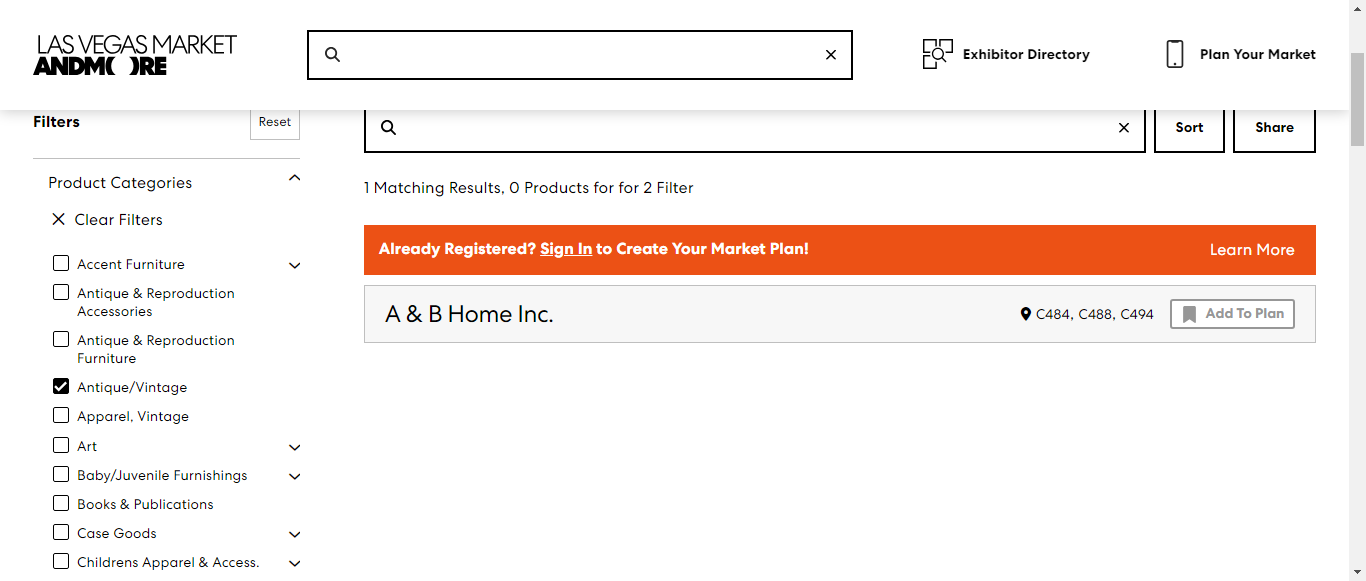 LAS VEGAS MARKET
ANDMORE
Exhibitor Directory
Plan Your Market
Filters
Reset
Sort
Share
Product Categories
Clear Filters
Accent Furniture
Antique & Reproduction
Accessories
Antique & Reproduction
Furniture
Antique/Vintage
Apparel, Vintage
Art
Baby/Juvenile Furnishings
Books & Publications
Case Goods
Childrens Apparel & Access.
1 Matching Results, 0 Products for for 2 Filter
Already Registered? Sign In to Create Your Market Plan!
Learn More
A & B Home Inc.
C484, C488, C494
Add To Plan